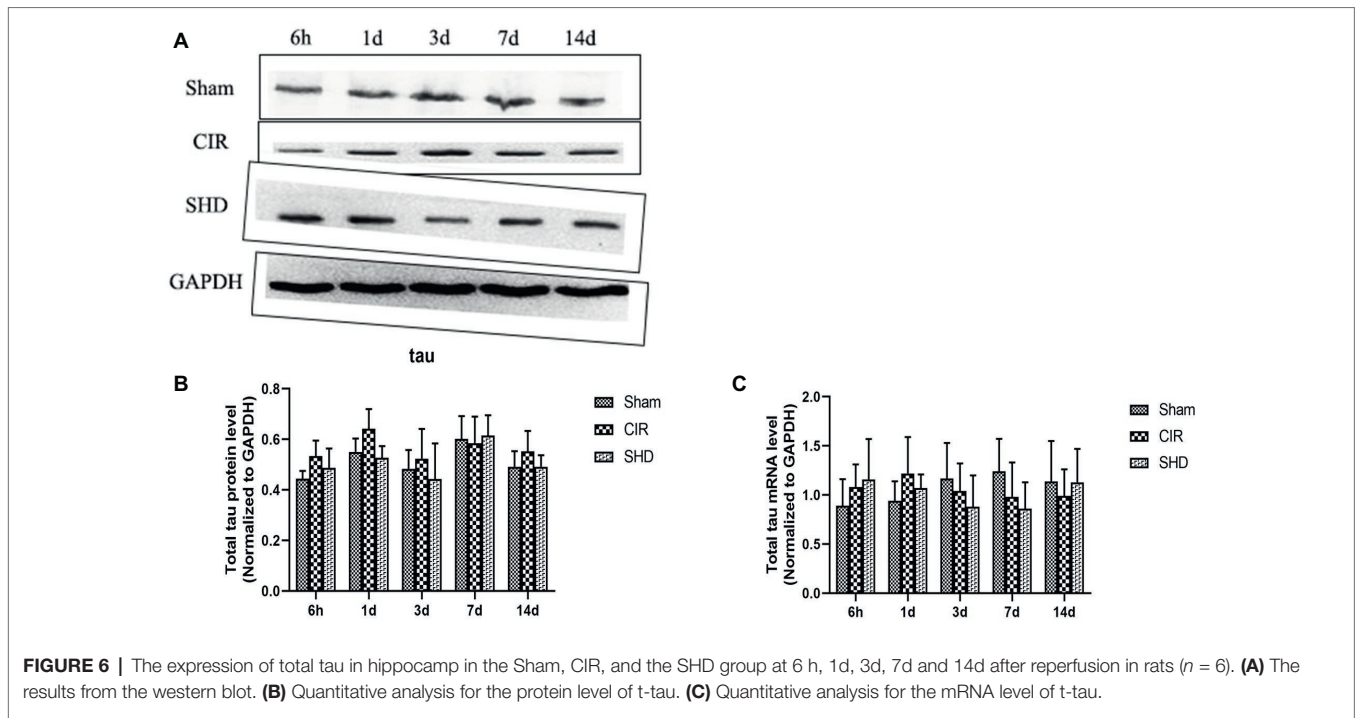 A
6h 1d 3d 7d 14d
Sham
CIR
SHD
GAPDH
tau
B
Total tau protein level
(Normalized to GAPDH)
0.8
0.6
0.4
0.2
0.0
6h 1d 3d 7d 14d
Sham
CIR
SHD
C
Total tau mRNA level
(Normalized to GAPDH)
2.0
1.5
1.0
0.5
0.0
6h 1d 3d 7d 14d
Sham
CIR
SHD
FIGURE 6 | The expression of total tau in hippocamp in the Sham, CIR, and the SHD group at 6 h, 1d, 3d, 7d and 14d after reperfusion in rats (n = 6). (A) The
results from the western blot. (B) Quantitative analysis for the protein level of t-tau. (C) Quantitative analysis for the mRNA level of t-tau.